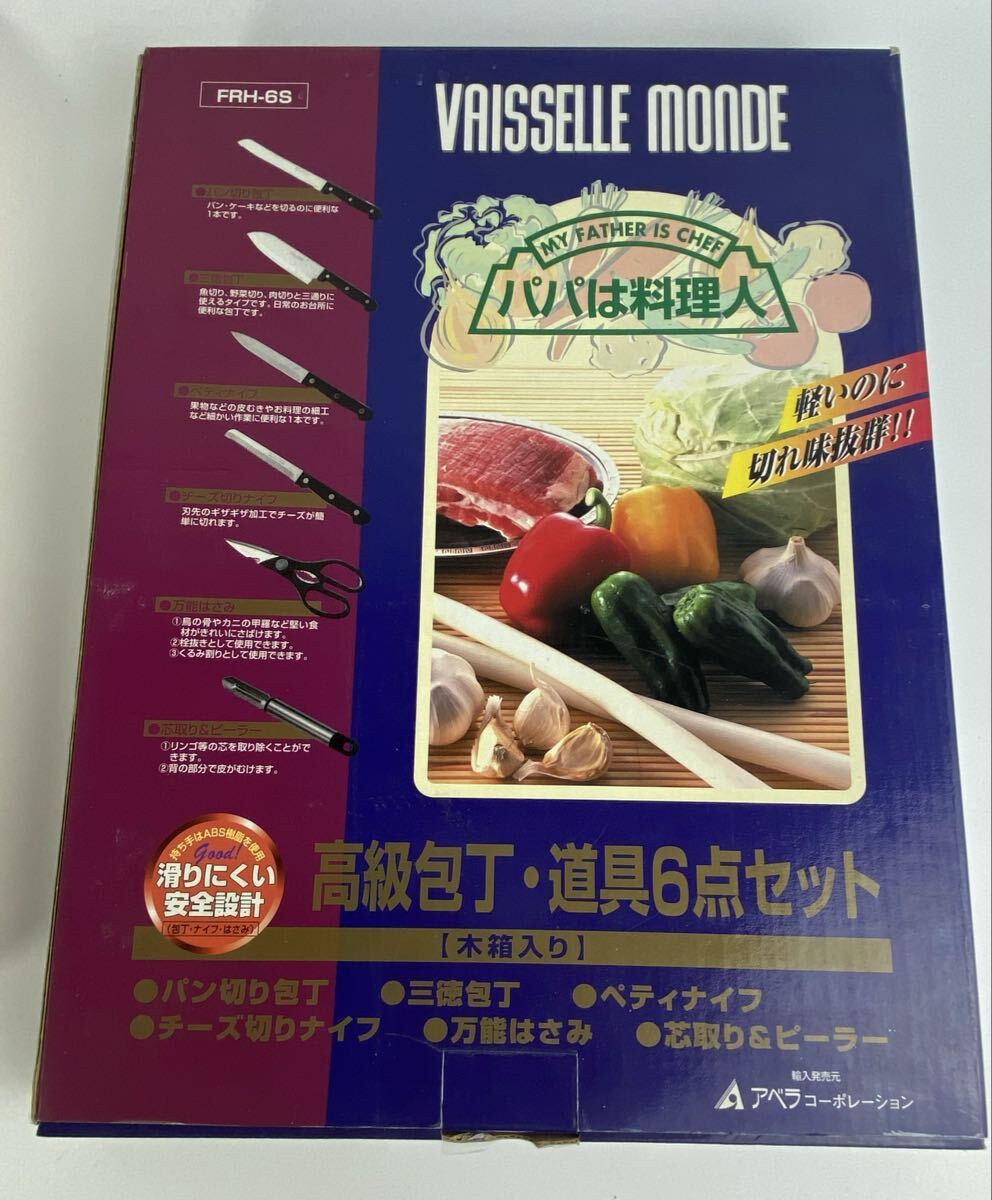 FRH-6S
VAISSELLE MONDE
MY FATHER IS CHEF
パパは料理人
軽いのに
切れ味抜群!!
●パン切り包丁
パン・ケーキなどを切るのに便利な
1本です。
●三徳包丁
魚切り、野菜切り、肉切りと三通りに
使えるタイプです。日常のお台所に
便利な包丁です。
●ペティナイフ
果物などの皮むきやお料理の細工
など細かい作業に便利な1本です。
●チーズ切りナイフ
刃先のギザギザ加工でチーズが簡
単に切れます。
●万能はさみ
①鳥の骨やカニの甲羅など堅い食
材がきれいにさばけます。
②栓抜きとして使用できます。
③くるみ割りとして使用できます。
●芯取り&ピーラー
①リンゴ等の芯を取り除くことがで
きます。
②背の部分で皮がむけます。
持ち手はABS樹脂を使用
Good!
滑りにくい
安全設計
(包丁・ナイフ・はさみ)
高級包丁・道具6点セット
【木箱入り】
●パン切り包丁 ●三徳包丁 ●ペティナイフ
●チーズ切りナイフ ●万能はさみ ●芯取り&ピーラー
輸入発売元
アベラコーポレーション